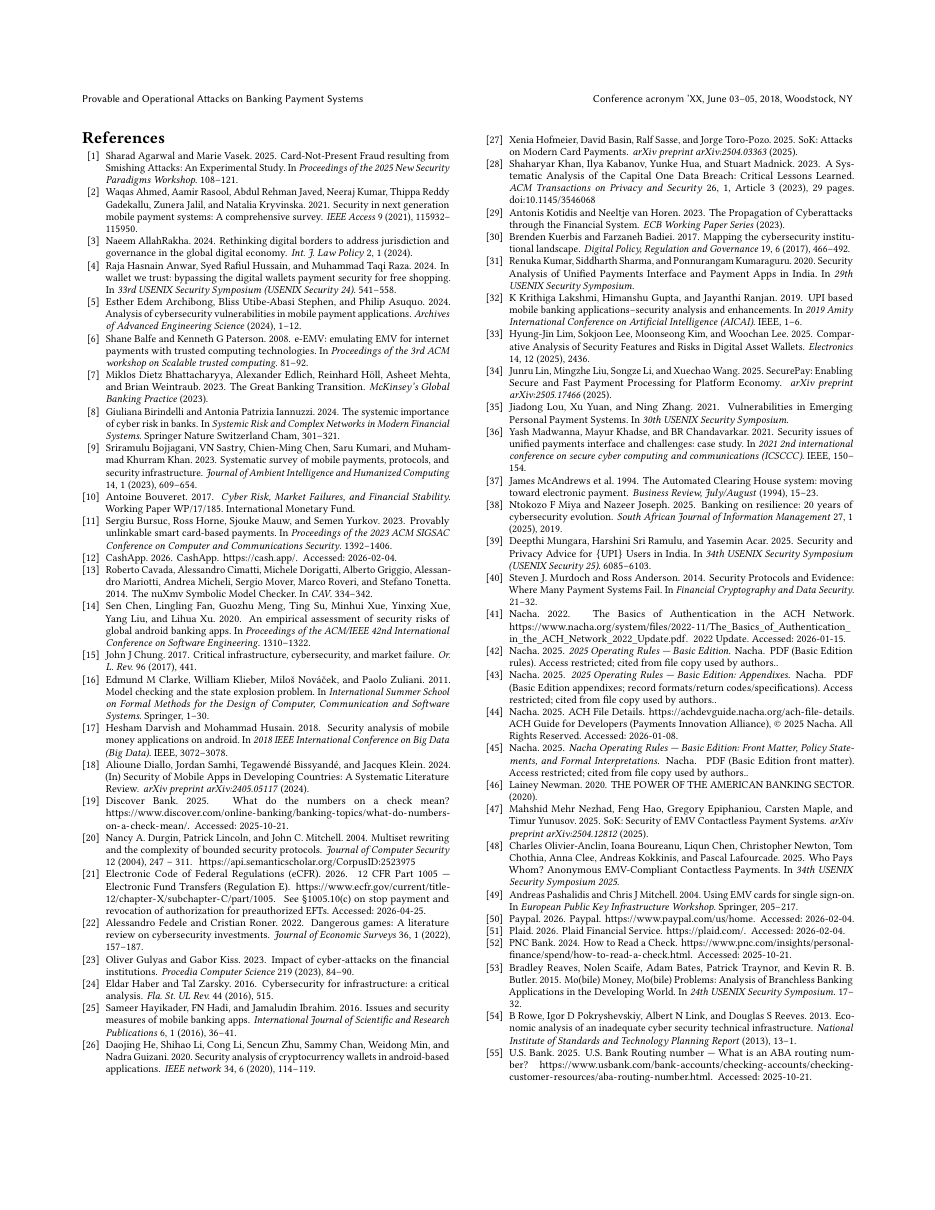 Provable and Operational Attacks on Banking Payment Systems
Conference acronym 'XX, June 03–05, 2018, Woodstock, NY
References
[1] Sharad Agarwal and Marie Vasek. 2025. Card-Not-Present Fraud resulting from
Smishing Attacks: An Experimental Study. In Proceedings of the 2025 New Security
Paradigms Workshop. 108–121.
[2] Waqas Ahmed, Aamir Rasool, Abdul Rehman Javed, Neeraj Kumar, Thippa Reddy
Gadekallu, Zunera Jalil, and Natalia Kryvinska. 2021. Security in next generation
mobile payment systems: A comprehensive survey. IEEE Access 9 (2021), 115932–
115950.
[3] Naeem AllahRakha. 2024. Rethinking digital borders to address jurisdiction and
governance in the global digital economy. Int. J. Law Policy 2, 1 (2024).
[4] Raja Hasnain Anwar, Syed Rafiul Hussain, and Muhammad Taqi Raza. 2024. In
wallet we trust: bypassing the digital wallets payment security for free shopping.
In 33rd USENIX Security Symposium (USENIX Security 24). 541–558.
[5] Esther Edem Archibong, Bliss Utibe-Abasi Stephen, and Philip Asuquo. 2024.
Analysis of cybersecurity vulnerabilities in mobile payment applications. Archives
of Advanced Engineering Science (2024), 1–12.
[6] Shane Balfe and Kenneth G Paterson. 2008. e-EMV: emulating EMV for internet
payments with trusted computing technologies. In Proceedings of the 3rd ACM
workshop on Scalable trusted computing. 81–92.
[7] Miklos Dietz Bhattacharyya, Alexander Edlich, Reinhard Höll, Asheet Mehta,
and Brian Weintraub. 2023. The Great Banking Transition. McKinsey's Global
Banking Practice (2023).
[8] Giuliana Birindelli and Antonia Patrizia Iannuzzi. 2024. The systemic importance
of cyber risk in banks. In Systemic Risk and Complex Networks in Modern Financial
Systems. Springer Nature Switzerland Cham, 301–321.
[9] Sriramulu Bojjagani, VN Sastry, Chien-Ming Chen, Saru Kumari, and Muham-
mad Khurram Khan. 2023. Systematic survey of mobile payments, protocols, and
security infrastructure. Journal of Ambient Intelligence and Humanized Computing
14, 1 (2023), 609–654.
[10] Antoine Bouveret. 2017. Cyber Risk, Market Failures, and Financial Stability.
Working Paper WP/17/185. International Monetary Fund.
[11] Sergiu Bursuc, Ross Horne, Sjouke Mauw, and Semen Yurkov. 2023. Provably
unlinkable smart card-based payments. In Proceedings of the 2023 ACM SIGSAC
Conference on Computer and Communications Security. 1392–1406.
[12] CashApp. 2026. CashApp. https://cash.app/. Accessed: 2026-02-04.
[13] Roberto Cavada, Alessandro Cimatti, Michele Dorigatti, Alberto Griggio, Alessan-
dro Mariotti, Andrea Micheli, Sergio Mover, Marco Roveri, and Stefano Tonetta.
2014. The nuXmv Symbolic Model Checker. In CAV. 334–342.
[14] Sen Chen, Lingling Fan, Guozhu Meng, Ting Su, Minhui Xue, Yinxing Xue,
Yang Liu, and Lihua Xu. 2020. An empirical assessment of security risks of
global android banking apps. In Proceedings of the ACM/IEEE 42nd International
Conference on Software Engineering. 1310–1322.
[15] John J Chung. 2017. Critical infrastructure, cybersecurity, and market failure. Or.
L. Rev. 96 (2017), 441.
[16] Edmund M Clarke, William Klieber, Miloš Nováček, and Paolo Zuliani. 2011.
Model checking and the state explosion problem. In International Summer School
on Formal Methods for the Design of Computer, Communication and Software
Systems. Springer, 1–30.
[17] Hesham Darvish and Mohammad Husain. 2018. Security analysis of mobile
money applications on android. In 2018 IEEE International Conference on Big Data
(Big Data). IEEE, 3072–3078.
[18] Alioune Diallo, Jordan Samhi, Tegawendé Bissyandé, and Jacques Klein. 2024.
(In) Security of Mobile Apps in Developing Countries: A Systematic Literature
Review. arXiv preprint arXiv:2405.05117 (2024).
[19] Discover Bank. 2025. What do the numbers on a check mean?
https://www.discover.com/online-banking/banking-topics/what-do-numbers-
on-a-check-mean/. Accessed: 2025-10-21.
[20] Nancy A. Durgin, Patrick Lincoln, and John C. Mitchell. 2004. Multiset rewriting
and the complexity of bounded security protocols. Journal of Computer Security
12 (2004), 247 – 311. https://api.semanticscholar.org/CorpusID:2523975
[21] Electronic Code of Federal Regulations (eCFR). 2026. 12 CFR Part 1005 —
Electronic Fund Transfers (Regulation E). https://www.ecfr.gov/current/title-
12/chapter-X/subchapter-C/part/1005. See §1005.10(c) on stop payment and
revocation of authorization for preauthorized EFTs. Accessed: 2026-04-25.
[22] Alessandro Fedele and Cristian Roner. 2022. Dangerous games: A literature
review on cybersecurity investments. Journal of Economic Surveys 36, 1 (2022),
157–187.
[23] Oliver Gulyas and Gabor Kiss. 2023. Impact of cyber-attacks on the financial
institutions. Procedia Computer Science 219 (2023), 84–90.
[24] Eldar Haber and Tal Zarsky. 2016. Cybersecurity for infrastructure: a critical
analysis. Fla. St. UL Rev. 44 (2016), 515.
[25] Sameer Hayikader, FN Hadi, and Jamaludin Ibrahim. 2016. Issues and security
measures of mobile banking apps. International Journal of Scientific and Research
Publications 6, 1 (2016), 36–41.
[26] Daojing He, Shihao Li, Cong Li, Sencun Zhu, Sammy Chan, Weidong Min, and
Nadra Guizani. 2020. Security analysis of cryptocurrency wallets in android-based
applications. IEEE network 34, 6 (2020), 114–119.
[27] Xenia Hofmeier, David Basin, Ralf Sasse, and Jorge Toro-Pozo. 2025. SoK: Attacks
on Modern Card Payments. arXiv preprint arXiv:2504.03363 (2025).
[28] Shaharyar Khan, Ilya Kabanov, Yunke Hua, and Stuart Madnick. 2023. A Sys-
tematic Analysis of the Capital One Data Breach: Critical Lessons Learned.
ACM Transactions on Privacy and Security 26, 1, Article 3 (2023), 29 pages.
doi:10.1145/3546068
[29] Antonis Kotidis and Neeltje van Horen. 2023. The Propagation of Cyberattacks
through the Financial System. ECB Working Paper Series (2023).
[30] Brenden Kuerbis and Farzaneh Badiei. 2017. Mapping the cybersecurity institu-
tional landscape. Digital Policy, Regulation and Governance 19, 6 (2017), 466–492.
[31] Renuka Kumar, Siddharth Sharma, and Ponnurangam Kumaraguru. 2020. Security
Analysis of Unified Payments Interface and Payment Apps in India. In 29th
USENIX Security Symposium.
[32] K Krithiga Lakshmi, Himanshu Gupta, and Jayanthi Ranjan. 2019. UPI based
mobile banking applications–security analysis and enhancements. In 2019 Amity
International Conference on Artificial Intelligence (AICAI). IEEE, 1–6.
[33] Hyung-Jin Lim, Sokjoon Lee, Moonseong Kim, and Woochan Lee. 2025. Compar-
ative Analysis of Security Features and Risks in Digital Asset Wallets. Electronics
14, 12 (2025), 2436.
[34] Junru Lin, Mingzhe Liu, Songze Li, and Xuechao Wang. 2025. SecurePay: Enabling
Secure and Fast Payment Processing for Platform Economy. arXiv preprint
arXiv:2505.17466 (2025).
[35] Jiadong Lou, Xu Yuan, and Ning Zhang. 2021. Vulnerabilities in Emerging
Personal Payment Systems. In 30th USENIX Security Symposium.
[36] Yash Madwanna, Mayur Khadse, and BR Chandavarkar. 2021. Security issues of
unified payments interface and challenges: case study. In 2021 2nd international
conference on secure cyber computing and communications (ICSCCC). IEEE, 150–
154.
[37] James McAndrews et al. 1994. The Automated Clearing House system: moving
toward electronic payment. Business Review, July/August (1994), 15–23.
[38] Ntokozo F Miya and Nazeer Joseph. 2025. Banking on resilience: 20 years of
cybersecurity evolution. South African Journal of Information Management 27, 1
(2025), 2019.
[39] Deepthi Mungara, Harshini Sri Ramulu, and Yasemin Acar. 2025. Security and
Privacy Advice for {UPI} Users in India. In 34th USENIX Security Symposium
(USENIX Security 25). 6085–6103.
[40] Steven J. Murdoch and Ross Anderson. 2014. Security Protocols and Evidence:
Where Many Payment Systems Fail. In Financial Cryptography and Data Security.
21–32.
[41] Nacha. 2022. The Basics of Authentication in the ACH Network.
https://www.nacha.org/system/files/2022-11/The_Basics_of_Authentication_
in_the_ACH_Network_2022_Update.pdf. 2022 Update. Accessed: 2026-01-15.
[42] Nacha. 2025. 2025 Operating Rules — Basic Edition. Nacha. PDF (Basic Edition
rules). Access restricted; cited from file copy used by authors..
[43] Nacha. 2025. 2025 Operating Rules — Basic Edition: Appendixes. Nacha. PDF
(Basic Edition appendixes; record formats/return codes/specifications). Access
restricted; cited from file copy used by authors..
[44] Nacha. 2025. ACH File Details. https://achdevguide.nacha.org/ach-file-details.
ACH Guide for Developers (Payments Innovation Alliance), © 2025 Nacha. All
Rights Reserved. Accessed: 2026-01-08.
[45] Nacha. 2025. Nacha Operating Rules — Basic Edition: Front Matter, Policy State-
ments, and Formal Interpretations. Nacha. PDF (Basic Edition front matter).
Access restricted; cited from file copy used by authors..
[46] Lainey Newman. 2020. THE POWER OF THE AMERICAN BANKING SECTOR.
(2020).
[47] Mahshid Mehr Nezhad, Feng Hao, Gregory Epiphaniou, Carsten Maple, and
Timur Yunusov. 2025. SoK: Security of EMV Contactless Payment Systems. arXiv
preprint arXiv:2504.12812 (2025).
[48] Charles Olivier-Anclin, Ioana Boureanu, Liqun Chen, Christopher Newton, Tom
Chothia, Anna Clee, Andreas Kokkinis, and Pascal Lafourcade. 2025. Who Pays
Whom? Anonymous EMV-Compliant Contactless Payments. In 34th USENIX
Security Symposium 2025.
[49] Andreas Pashalidis and Chris J Mitchell. 2004. Using EMV cards for single sign-on.
In European Public Key Infrastructure Workshop. Springer, 205–217.
[50] Paypal. 2026. Paypal. https://www.paypal.com/us/home. Accessed: 2026-02-04.
[51] Plaid. 2026. Plaid Financial Service. https://plaid.com/. Accessed: 2026-02-04.
[52] PNC Bank. 2024. How to Read a Check. https://www.pnc.com/insights/personal-
finance/spend/how-to-read-a-check.html. Accessed: 2025-10-21.
[53] Bradley Reaves, Nolen Scaife, Adam Bates, Patrick Traynor, and Kevin R. B.
Butler. 2015. Mo(bile) Money, Mo(bile) Problems: Analysis of Branchless Banking
Applications in the Developing World. In 24th USENIX Security Symposium. 17–
32.
[54] B Rowe, Igor D Pokryshevskiy, Albert N Link, and Douglas S Reeves. 2013. Eco-
nomic analysis of an inadequate cyber security technical infrastructure. National
Institute of Standards and Technology Planning Report (2013), 13–1.
[55] U.S. Bank. 2025. U.S. Bank Routing number — What is an ABA routing num-
ber? https://www.usbank.com/bank-accounts/checking-accounts/checking-
customer-resources/aba-routing-number.html. Accessed: 2025-10-21.